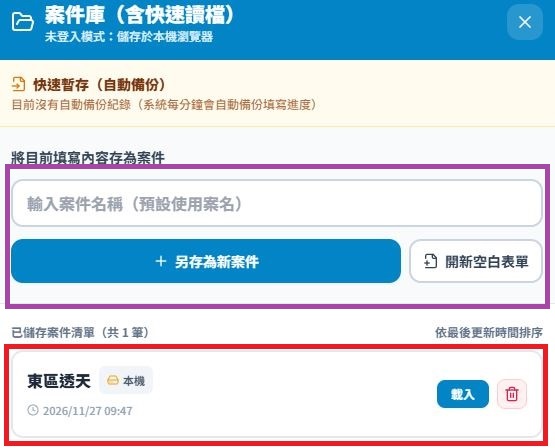 案件庫（含快速讀檔）
未登入模式：儲存於本機瀏覽器
快速暫存（自動備份）
目前沒有自動備份紀錄（系統每分鐘會自動備份填寫進度）
將目前填寫內容存為案件
輸入案件名稱（預設使用案名）
＋ 另存為新案件
開新空白表單
已儲存案件清單（共 1 筆）
依最後更新時間排序
東區透天 本機
載入
2026/11/27 09:47